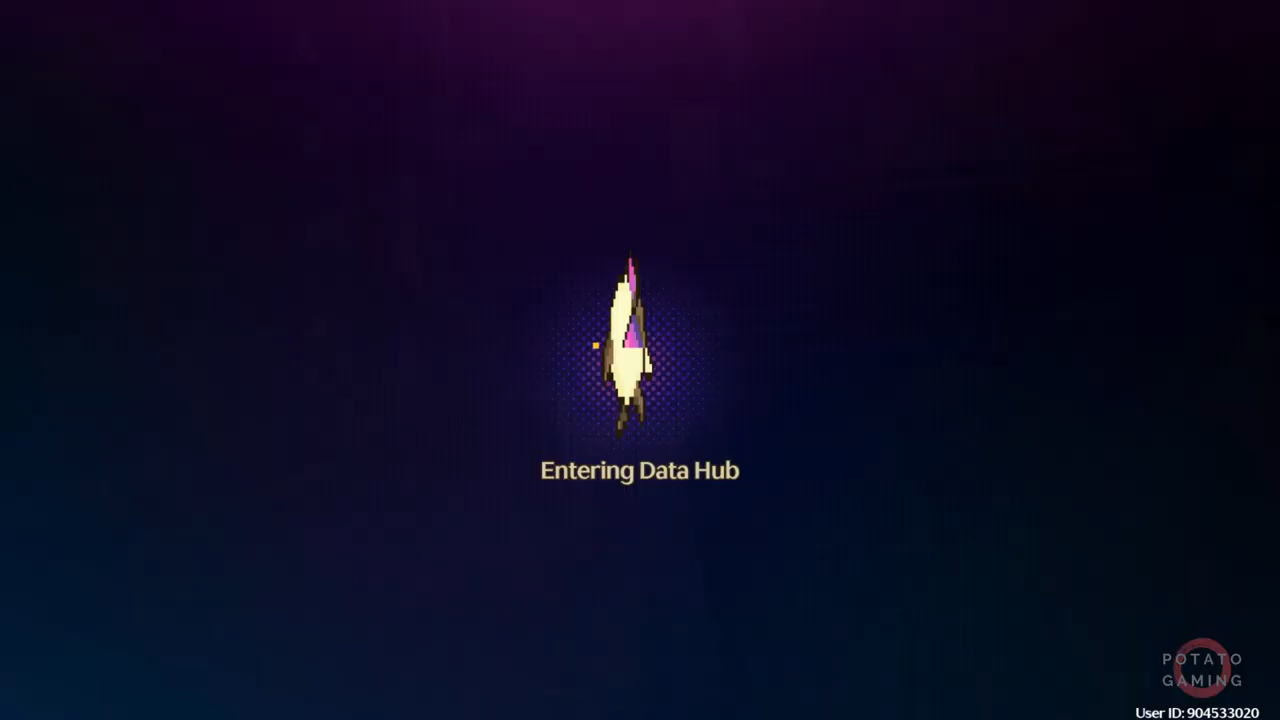 Entering Data Hub
POTATO
GAMING
User ID: 904533020